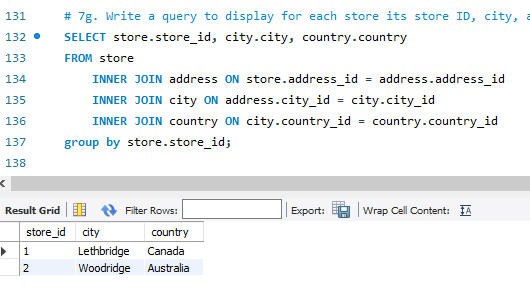 131 # 7g. Write a query to display for each store its store ID, city,
132 SELECT store.store_id, city.city, country.country
133 FROM store
134 INNER JOIN address ON store.address_id = address.address_id
135 INNER JOIN city ON address.city_id = city.city_id
136 INNER JOIN country ON city.country_id = country.country_id
137 group by store.store_id;
138
Result Grid Filter Rows: Export: Wrap Cell Content: IA
store_id city country
1 Lethbridge Canada
2 Woodridge Australia